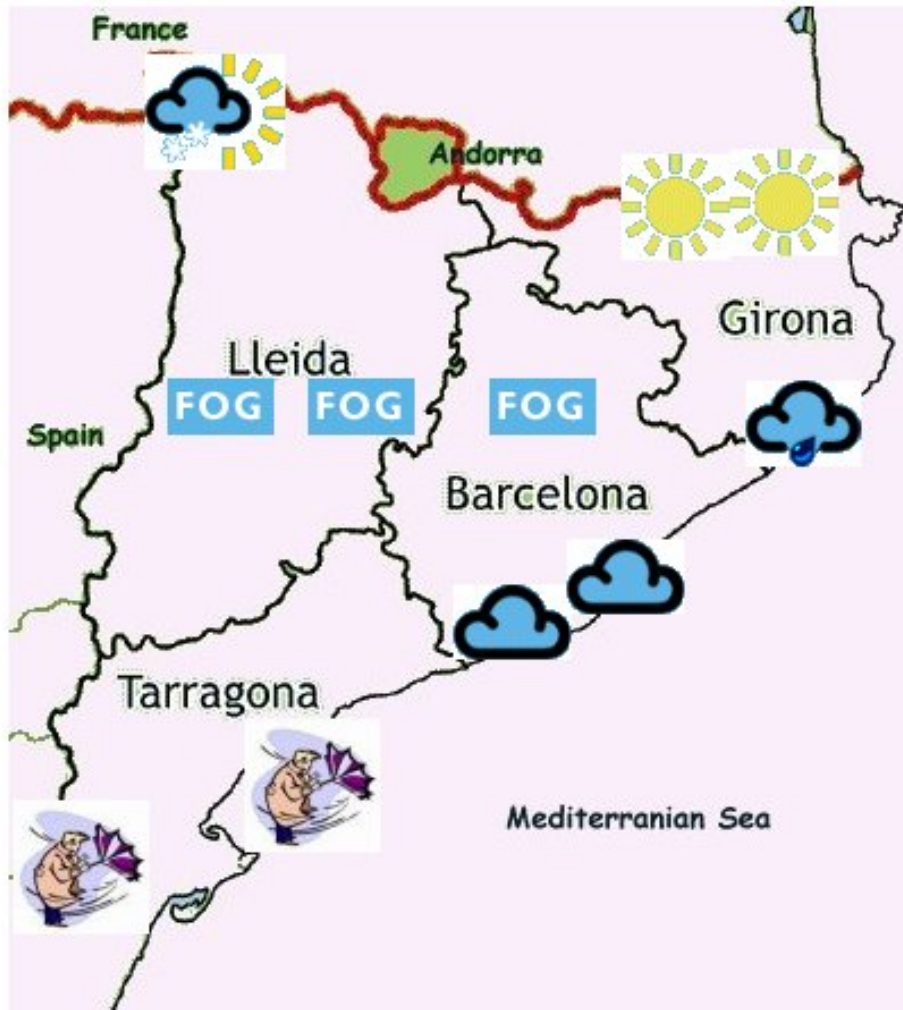 France
Andorra
Girona
Lleida
FOG FOG FOG
Spain
Barcelona
Tarragona
Mediterranian Sea